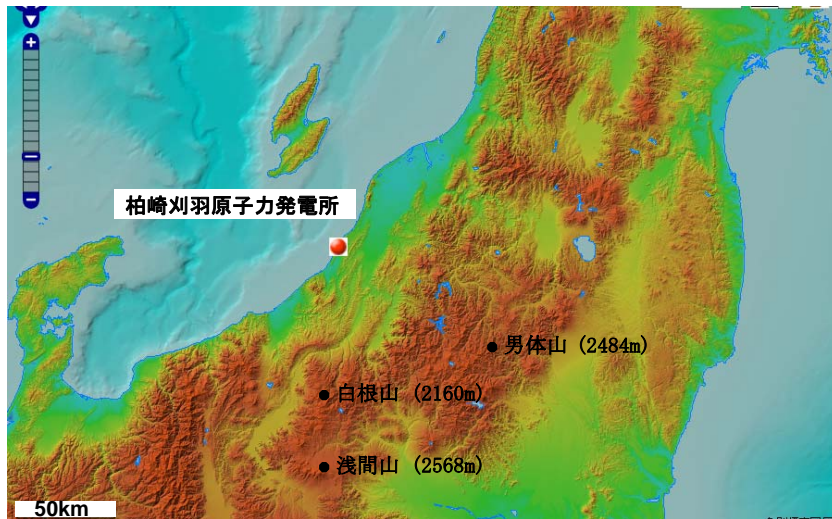 柏崎刈羽原子力発電所
男体山 (2484m)
白根山 (2160m)
浅間山 (2568m)
50km